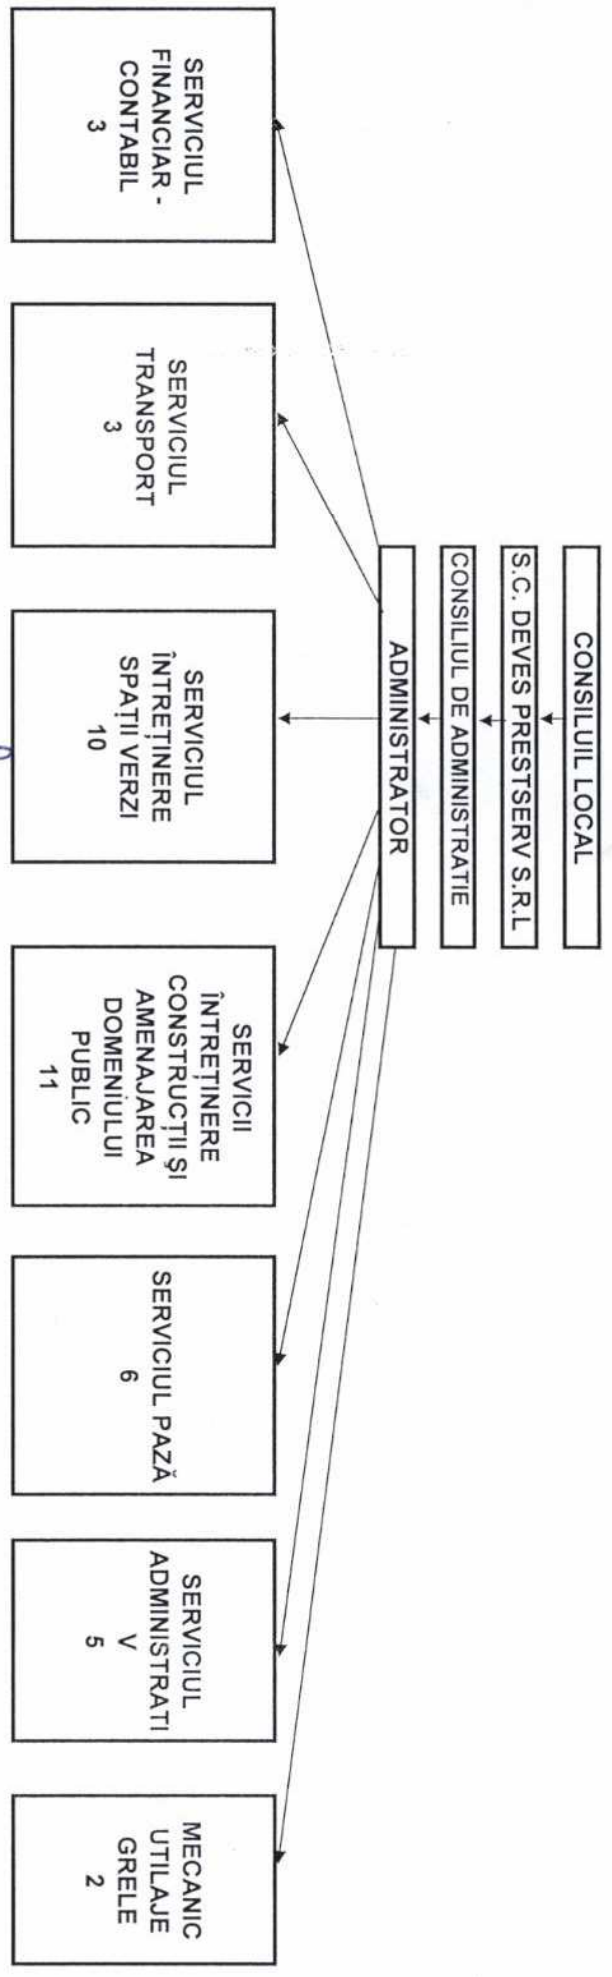 CONSILUIL LOCAL
S.C. DEVES PRESTSERV S.R.L
CONSILIUL DE ADMINISTRATIE
ADMINISTRATOR
SERVICIUL
FINANCIAR -
CONTABIL
3
SERVICIUL
TRANSPORT
3
SERVICIUL
ÎNTREȚINERE
SPAȚII VERZI
10
SERVICII
ÎNTREȚINERE
CONSTRUCȚII ȘI
AMENAJAREA
DOMENIULUI
PUBLIC
11
SERVICIUL PAZĂ
6
SERVICIUL
ADMINISTRATI
V
5
MECANIC
UTILAJE
GRELE
2